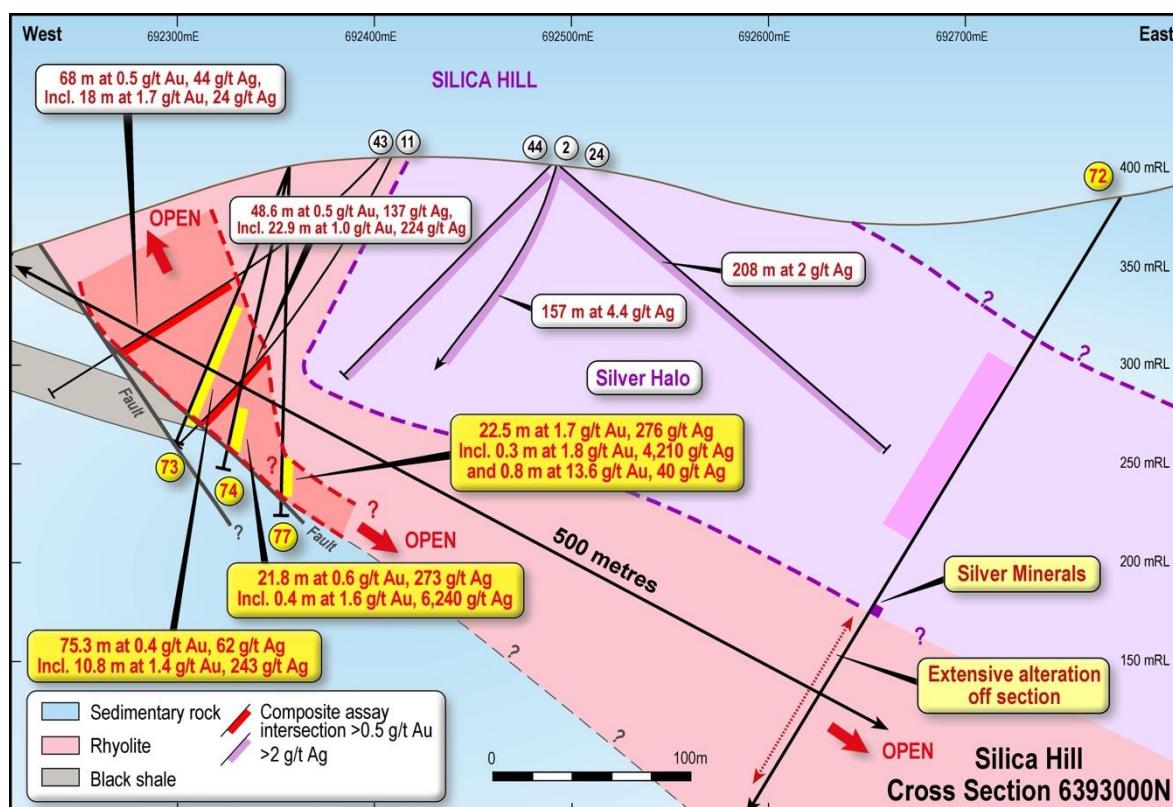 West
692300mE
692400mE
692500mE
692600mE
692700mE
East
SILICA HILL
68 m at 0.5 g/t Au, 44 g/t Ag,
Incl. 18 m at 1.7 g/t Au, 24 g/t Ag
43
11
44
2
24
72
400 mRL
OPEN
48.6 m at 0.5 g/t Au, 137 g/t Ag,
Incl. 22.9 m at 1.0 g/t Au, 224 g/t Ag
208 m at 2 g/t Ag
350 mRL
157 m at 4.4 g/t Ag
?
?
300 mRL
Silver Halo
Fault
22.5 m at 1.7 g/t Au, 276 g/t Ag
Incl. 0.3 m at 1.8 g/t Au, 4,210 g/t Ag
and 0.8 m at 13.6 g/t Au, 40 g/t Ag
73
74
?
?
250 mRL
77
?
Fault
OPEN
500 metres
200 mRL
21.8 m at 0.6 g/t Au, 273 g/t Ag
Incl. 0.4 m at 1.6 g/t Au, 6,240 g/t Ag
Silver Minerals
?
?
75.3 m at 0.4 g/t Au, 62 g/t Ag
Incl. 10.8 m at 1.4 g/t Au, 243 g/t Ag
150 mRL
Extensive alteration
off section
Sedimentary rock
Rhyolite
Black shale
Composite assay
intersection >0.5 g/t Au
>2 g/t Ag
?
OPEN
0
100m
Silica Hill
Cross Section 6393000N